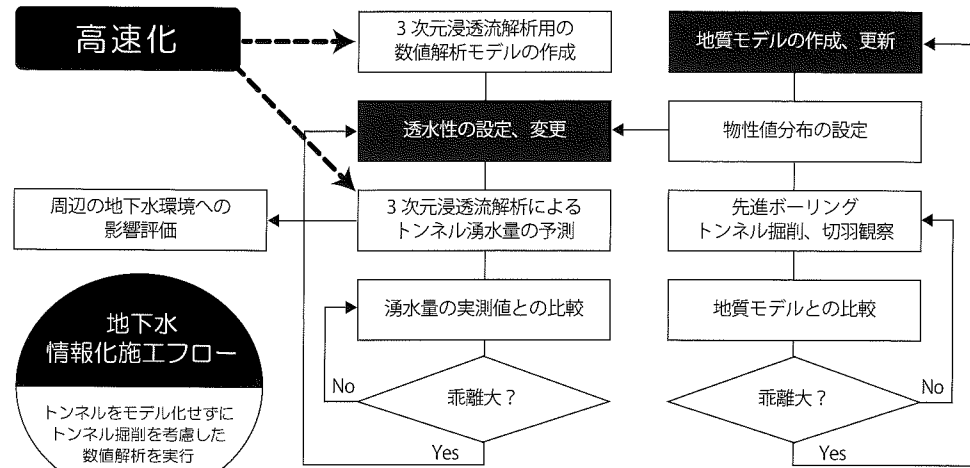 高速化
3次元浸透流解析用の
数値解析モデルの作成
透水性の設定、変更
3次元浸透流解析による
トンネル湧水量の予測
周辺の地下水環境への
影響評価
湧水量の実測値との比較
乖離大?
No
Yes
地質モデルの作成、更新
物性値分布の設定
先進ボーリング
トンネル掘削、切羽観察
地質モデルとの比較
乖離大?
No
Yes
地下水
情報化施工フロー
トンネルをモデル化せずに
トンネル掘削を考慮した
数値解析を実行